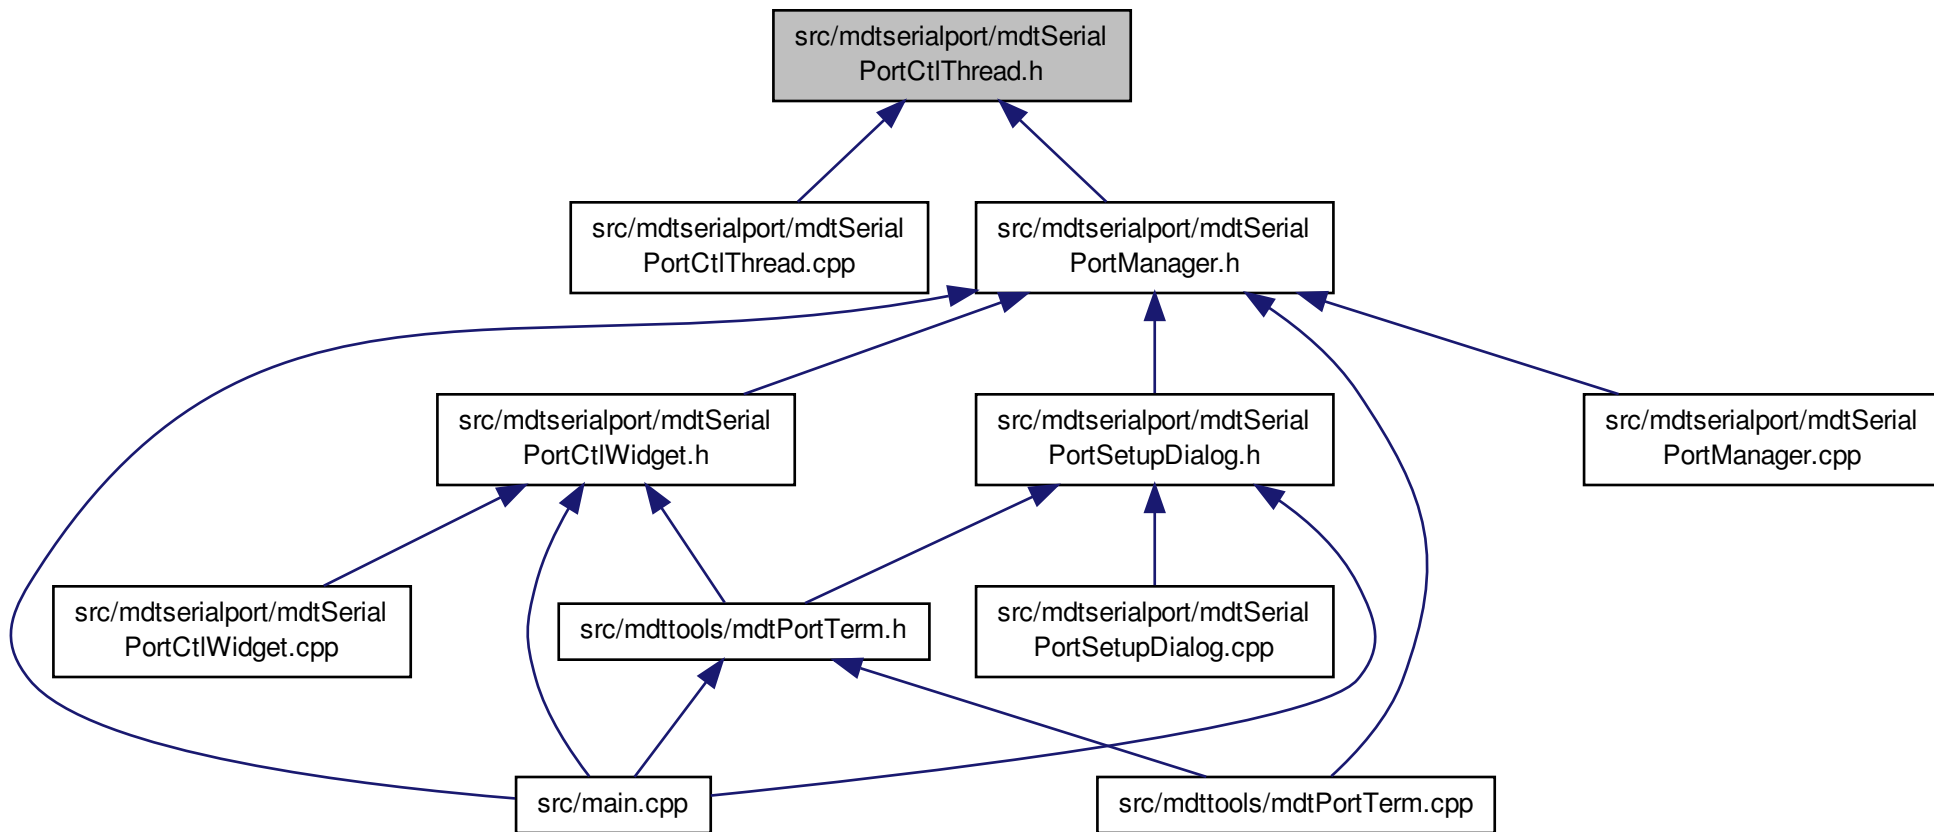 src/mdtserialport/mdtSerial
PortCtlThread.h
src/mdtserialport/mdtSerial
PortCtlThread.cpp
src/mdtserialport/mdtSerial
PortManager.h
src/mdtserialport/mdtSerial
PortCtlWidget.h
src/mdtserialport/mdtSerial
PortSetupDialog.h
src/mdtserialport/mdtSerial
PortManager.cpp
src/mdtserialport/mdtSerial
PortCtlWidget.cpp
src/mdttools/mdtPortTerm.h
src/mdtserialport/mdtSerial
PortSetupDialog.cpp
src/main.cpp
src/mdttools/mdtPortTerm.cpp